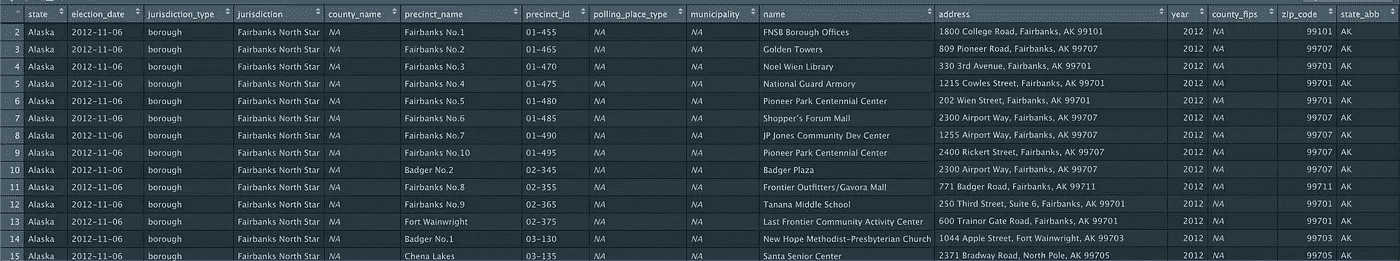 state election_date jurisdiction_type jurisdiction county_name precinct_name precinct_id polling_place_type municipality name address year county_fips zip_code state_abb
2 Alaska 2012-11-06 borough Fairbanks North Star NA Fairbanks No.1 01-455 NA NA FNSB Borough Offices 1800 College Road, Fairbanks, AK 99101 2012 NA 99101 AK
3 Alaska 2012-11-06 borough Fairbanks North Star NA Fairbanks No.2 01-465 NA NA Golden Towers 809 Pioneer Road, Fairbanks, AK 99707 2012 NA 99707 AK
4 Alaska 2012-11-06 borough Fairbanks North Star NA Fairbanks No.3 01-470 NA NA Noel Wien Library 330 3rd Avenue, Fairbanks, AK 99701 2012 NA 99701 AK
5 Alaska 2012-11-06 borough Fairbanks North Star NA Fairbanks No.4 01-475 NA NA National Guard Armory 1215 Cowles Street, Fairbanks, AK 99701 2012 NA 99701 AK
6 Alaska 2012-11-06 borough Fairbanks North Star NA Fairbanks No.5 01-480 NA NA Pioneer Park Centennial Center 202 Wien Street, Fairbanks, AK 99701 2012 NA 99701 AK
7 Alaska 2012-11-06 borough Fairbanks North Star NA Fairbanks No.6 01-485 NA NA Shopper's Forum Mall 2300 Airport Way, Fairbanks, AK 99707 2012 NA 99707 AK
8 Alaska 2012-11-06 borough Fairbanks North Star NA Fairbanks No.7 01-490 NA NA JP Jones Community Dev Center 1255 Airport Way, Fairbanks, AK 99707 2012 NA 99707 AK
9 Alaska 2012-11-06 borough Fairbanks North Star NA Fairbanks No.10 01-495 NA NA Pioneer Park Centennial Center 2400 Rickert Street, Fairbanks, AK 99707 2012 NA 99707 AK
10 Alaska 2012-11-06 borough Fairbanks North Star NA Badger No.2 02-345 NA NA Badger Plaza 2300 Airport Way, Fairbanks, AK 99707 2012 NA 99707 AK
11 Alaska 2012-11-06 borough Fairbanks North Star NA Fairbanks No.8 02-355 NA NA Frontier Outfitters/Gavora Mall 771 Badger Road, Fairbanks, AK 99711 2012 NA 99711 AK
12 Alaska 2012-11-06 borough Fairbanks North Star NA Fairbanks No.9 02-365 NA NA Tanana Middle School 250 Third Street, Suite 6, Fairbanks, AK 99701 2012 NA 99701 AK
13 Alaska 2012-11-06 borough Fairbanks North Star NA Fort Wainwright 02-375 NA NA Last Frontier Community Activity Center 600 Trainor Gate Road, Fairbanks, AK 99701 2012 NA 99701 AK
14 Alaska 2012-11-06 borough Fairbanks North Star NA Badger No.1 03-130 NA NA New Hope Methodist-Presbyterian Church 1044 Apple Street, Fort Wainwright, AK 99703 2012 NA 99703 AK
15 Alaska 2012-11-06 borough Fairbanks North Star NA Chena Lakes 03-135 NA NA Santa Senior Center 2371 Bradway Road, North Pole, AK 99705 2012 NA 99705 AK